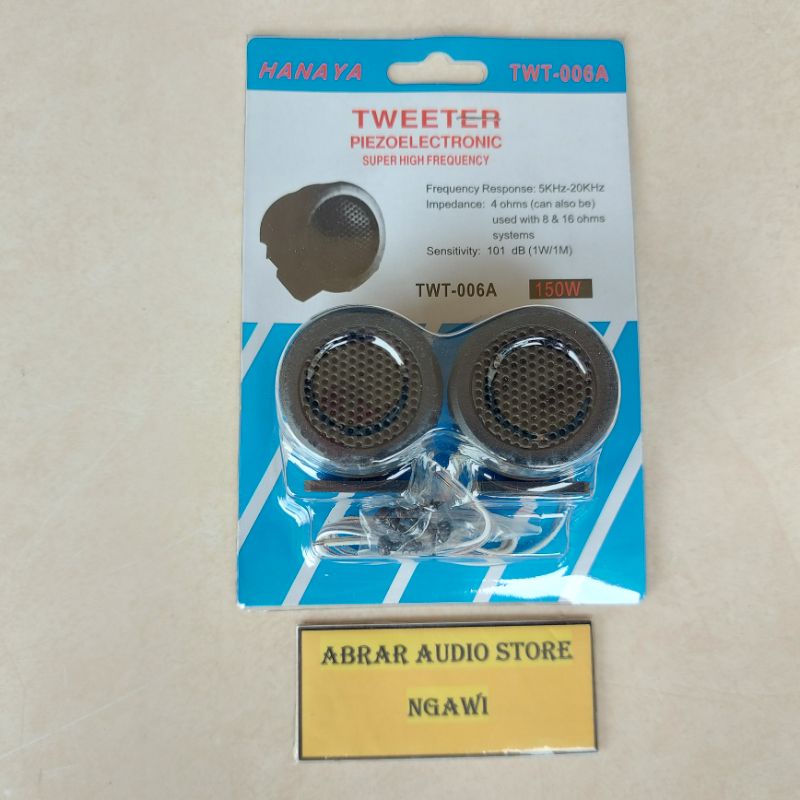 HANAYA
TWT-006A
TWEETER
PIEZOELECTRONIC
SUPER HIGH FREQUENCY
Frequency Response: 5KHz-20KHz
Impedance: 4 ohms (can also be)
used with 8 & 16 ohms
systems
Sensitivity: 101 dB (1W/1M)
TWT-006A 150W
ABRAR AUDIO STORE
NGAWI